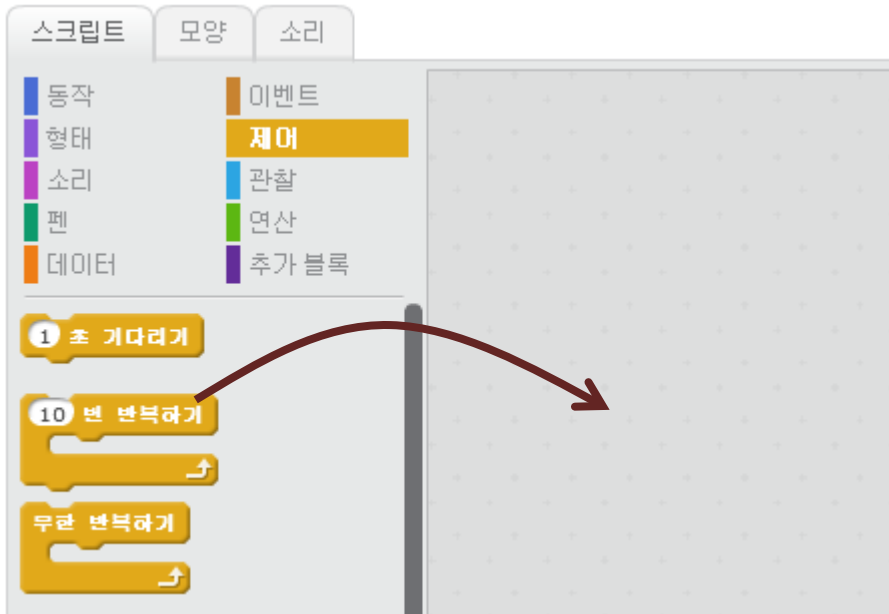 스크립트 모양 소리
동작 이벤트
형태 제어
소리 관찰
펜 연산
데이터 추가 블록
1 초 기다리기
10 번 반복하기
무한 반복하기